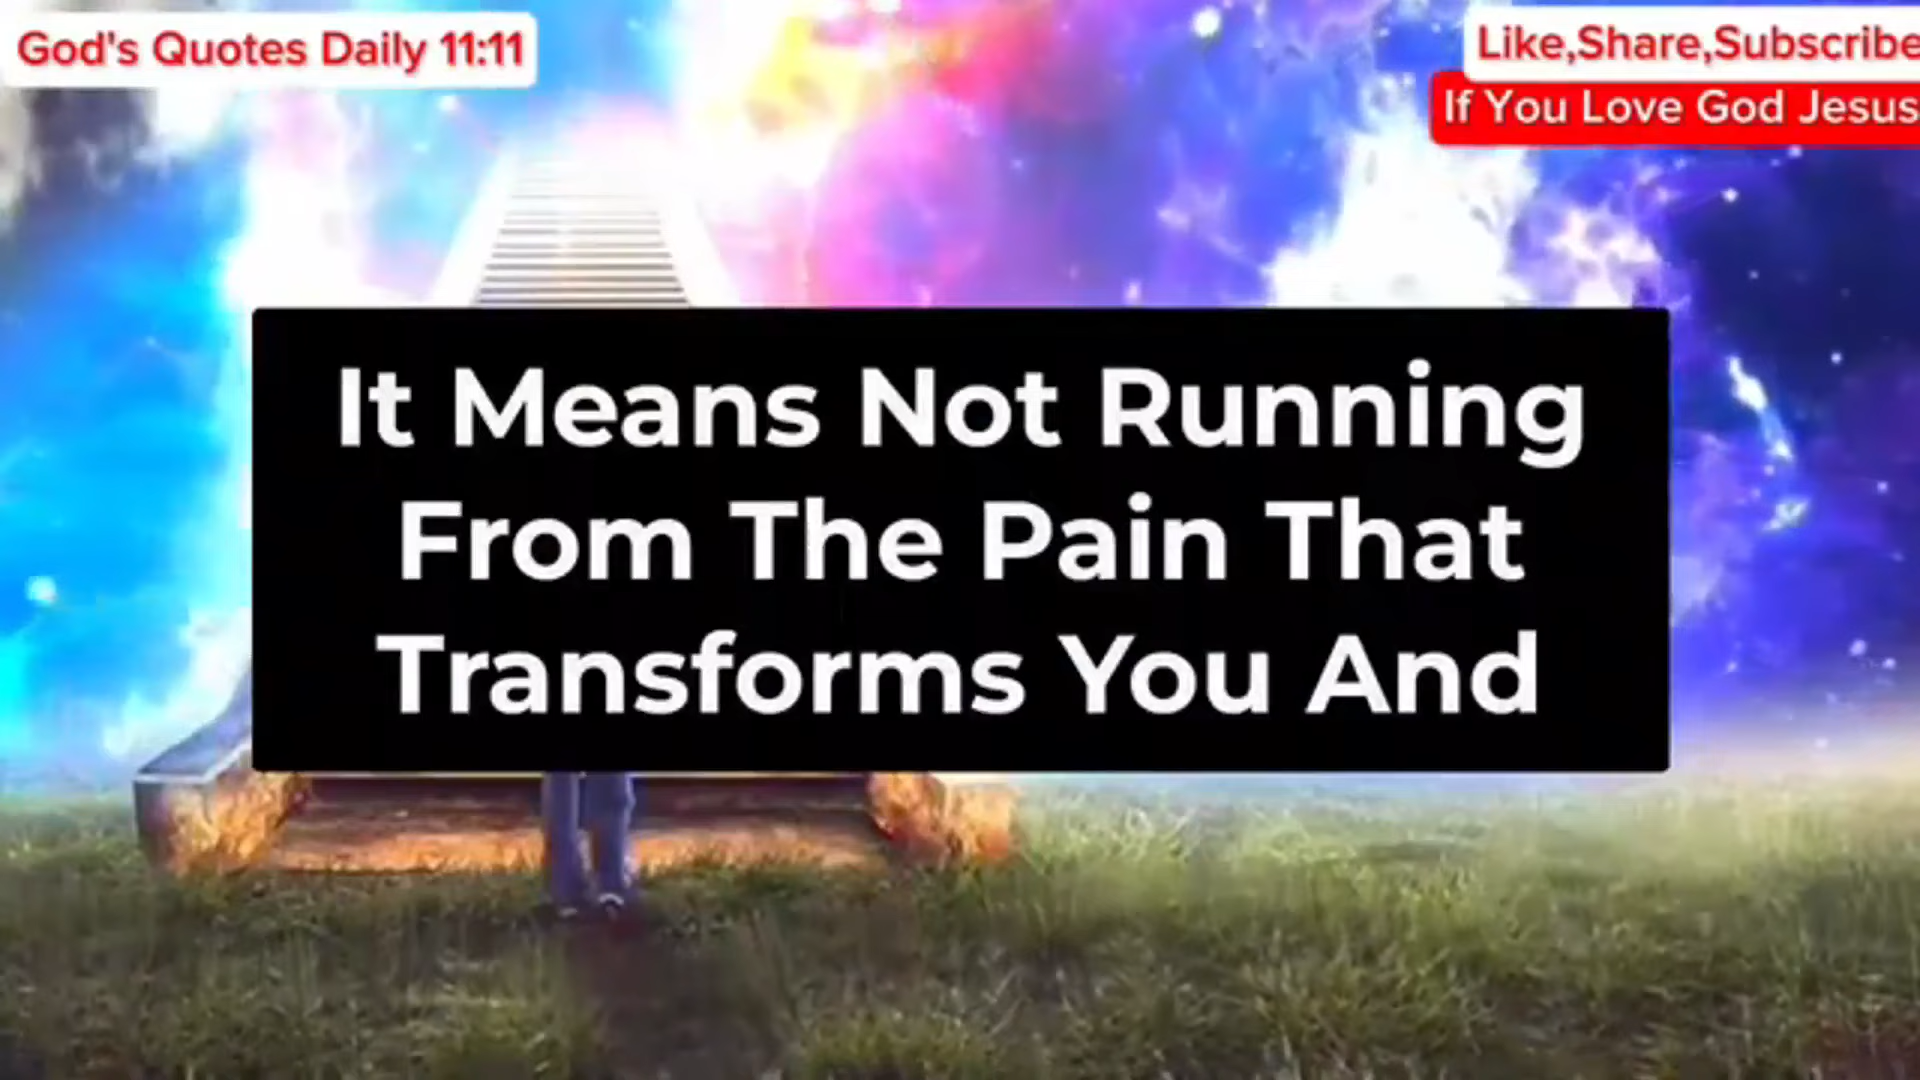 God's Quotes Daily 11:11
Like,Share,Subscribe
If You Love God Jesus
It Means Not Running
From The Pain That
Transforms You And